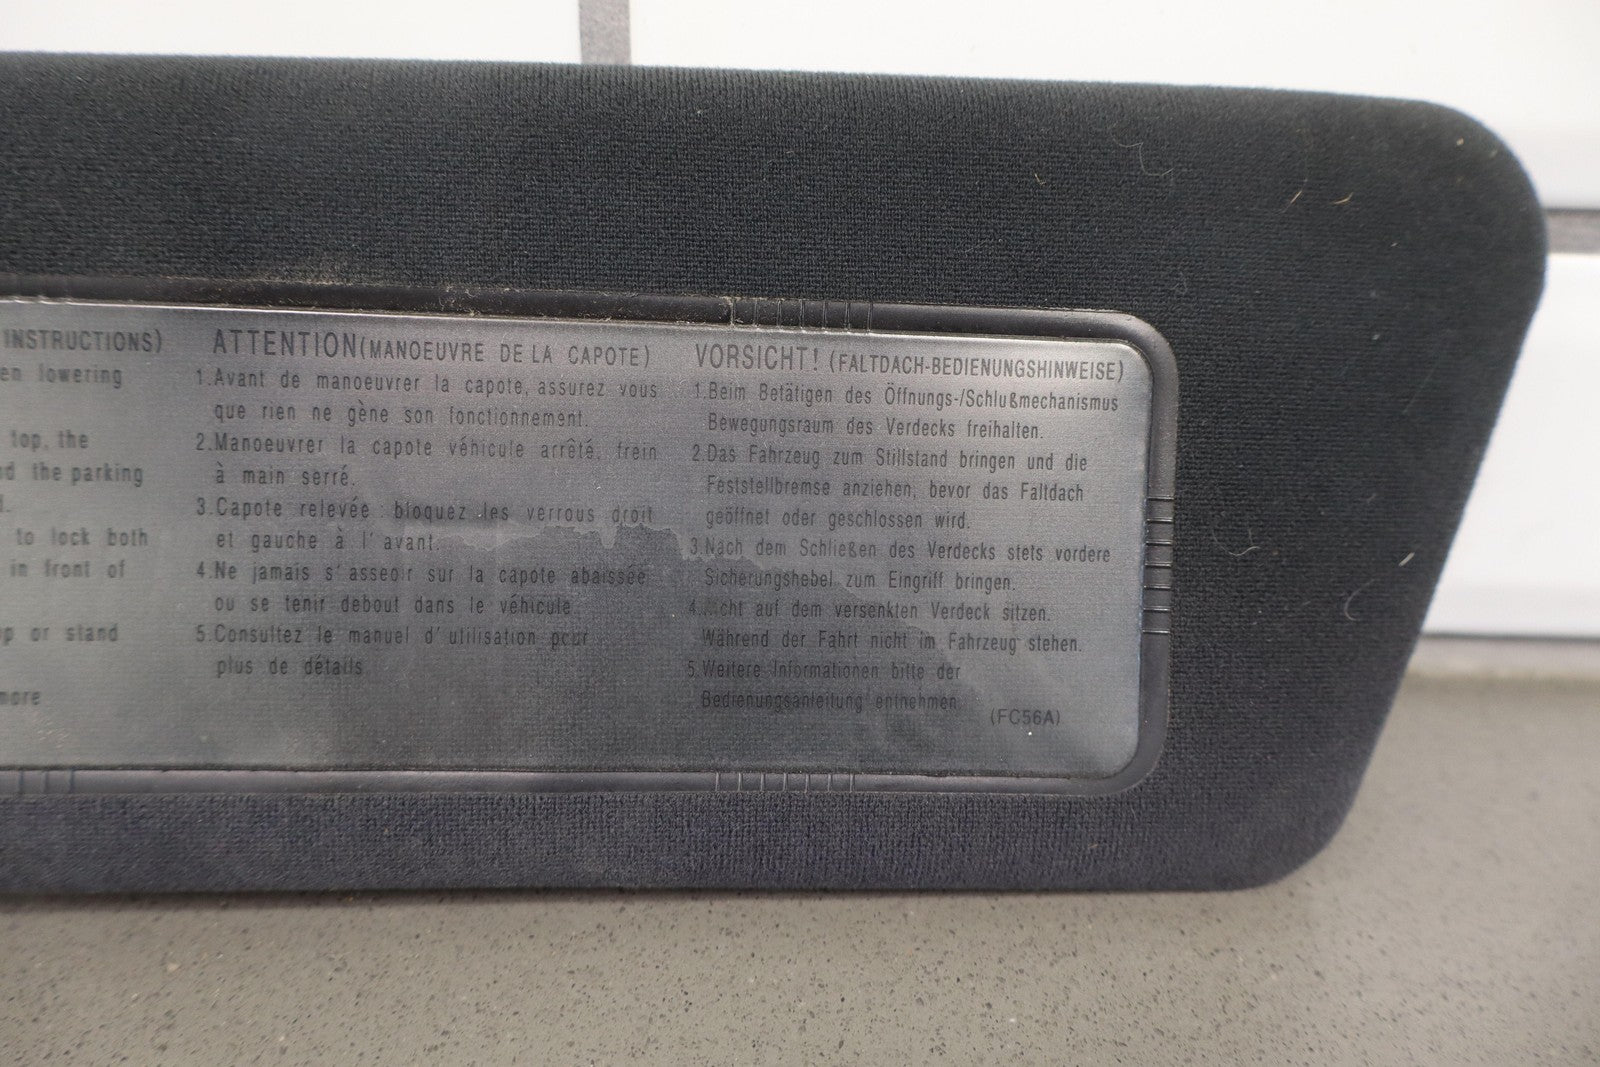 INSTRUCTIONS)
en lowering
top, the
d the parking
to lock both
in front of
p or stand
more
ATTENTION(MANOEUVRE DE LA CAPOTE)
1.Avant de manoeuvrer la capote, assurez vous
que rien ne gène son fonctionnement.
2.Manoeuvrer la capote véhicule arrêté, frein
à main serré.
3.Capote relevée : bloquez les verrous droit
et gauche à l'avant.
4.Ne jamais s'asseoir sur la capote abaissée
ou se tenir debout dans le véhicule.
5.Consultez le manuel d'utilisation pour
plus de détails
VORSICHT! (FALTDACH-BEDIENUNGSHINWEISE)
1.Beim Betätigen des Öffnungs-/Schlußmechanismus
Bewegungsraum des Verdecks freihalten.
2.Das Fahrzeug zum Stillstand bringen und die
Feststellbremse anziehen, bevor das Faltdach
geöffnet oder geschlossen wird.
3.Nach dem Schließen des Verdecks stets vordere
Sicherungshebel zum Eingriff bringen.
4.Nicht auf dem versenkten Verdeck sitzen.
Während der Fahrt nicht im Fahrzeug stehen.
5.Weitere Informationen bitte der
Bedienungsanleitung entnehmen.
(FC56A)